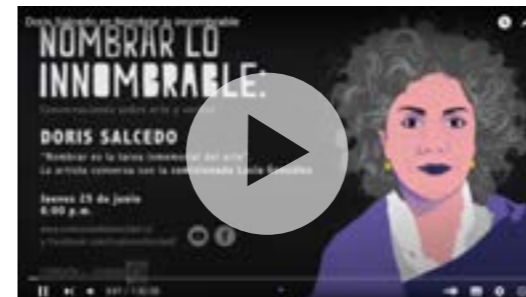 Doris Salcedo en Nombrar lo innombrable
NOMBRAR LO
INNOMBRABLE:
Conversaciones sobre arte y verdad
DORIS SALCEDO
"Nombrar es la tarea inmemorial del arte"
La artista conversa con la comisionada Lucía González
Jueves 25 de junio
6:00 p.m.